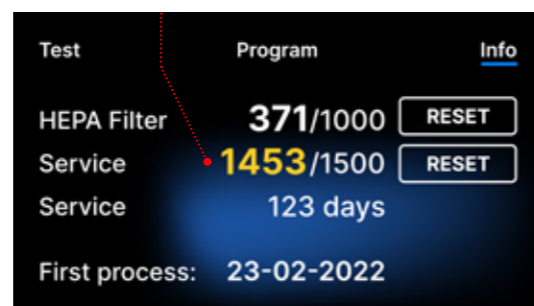 Test Program Info
HEPA Filter 371/1000 RESET
Service 1453/1500 RESET
Service 123 days
First process: 23-02-2022